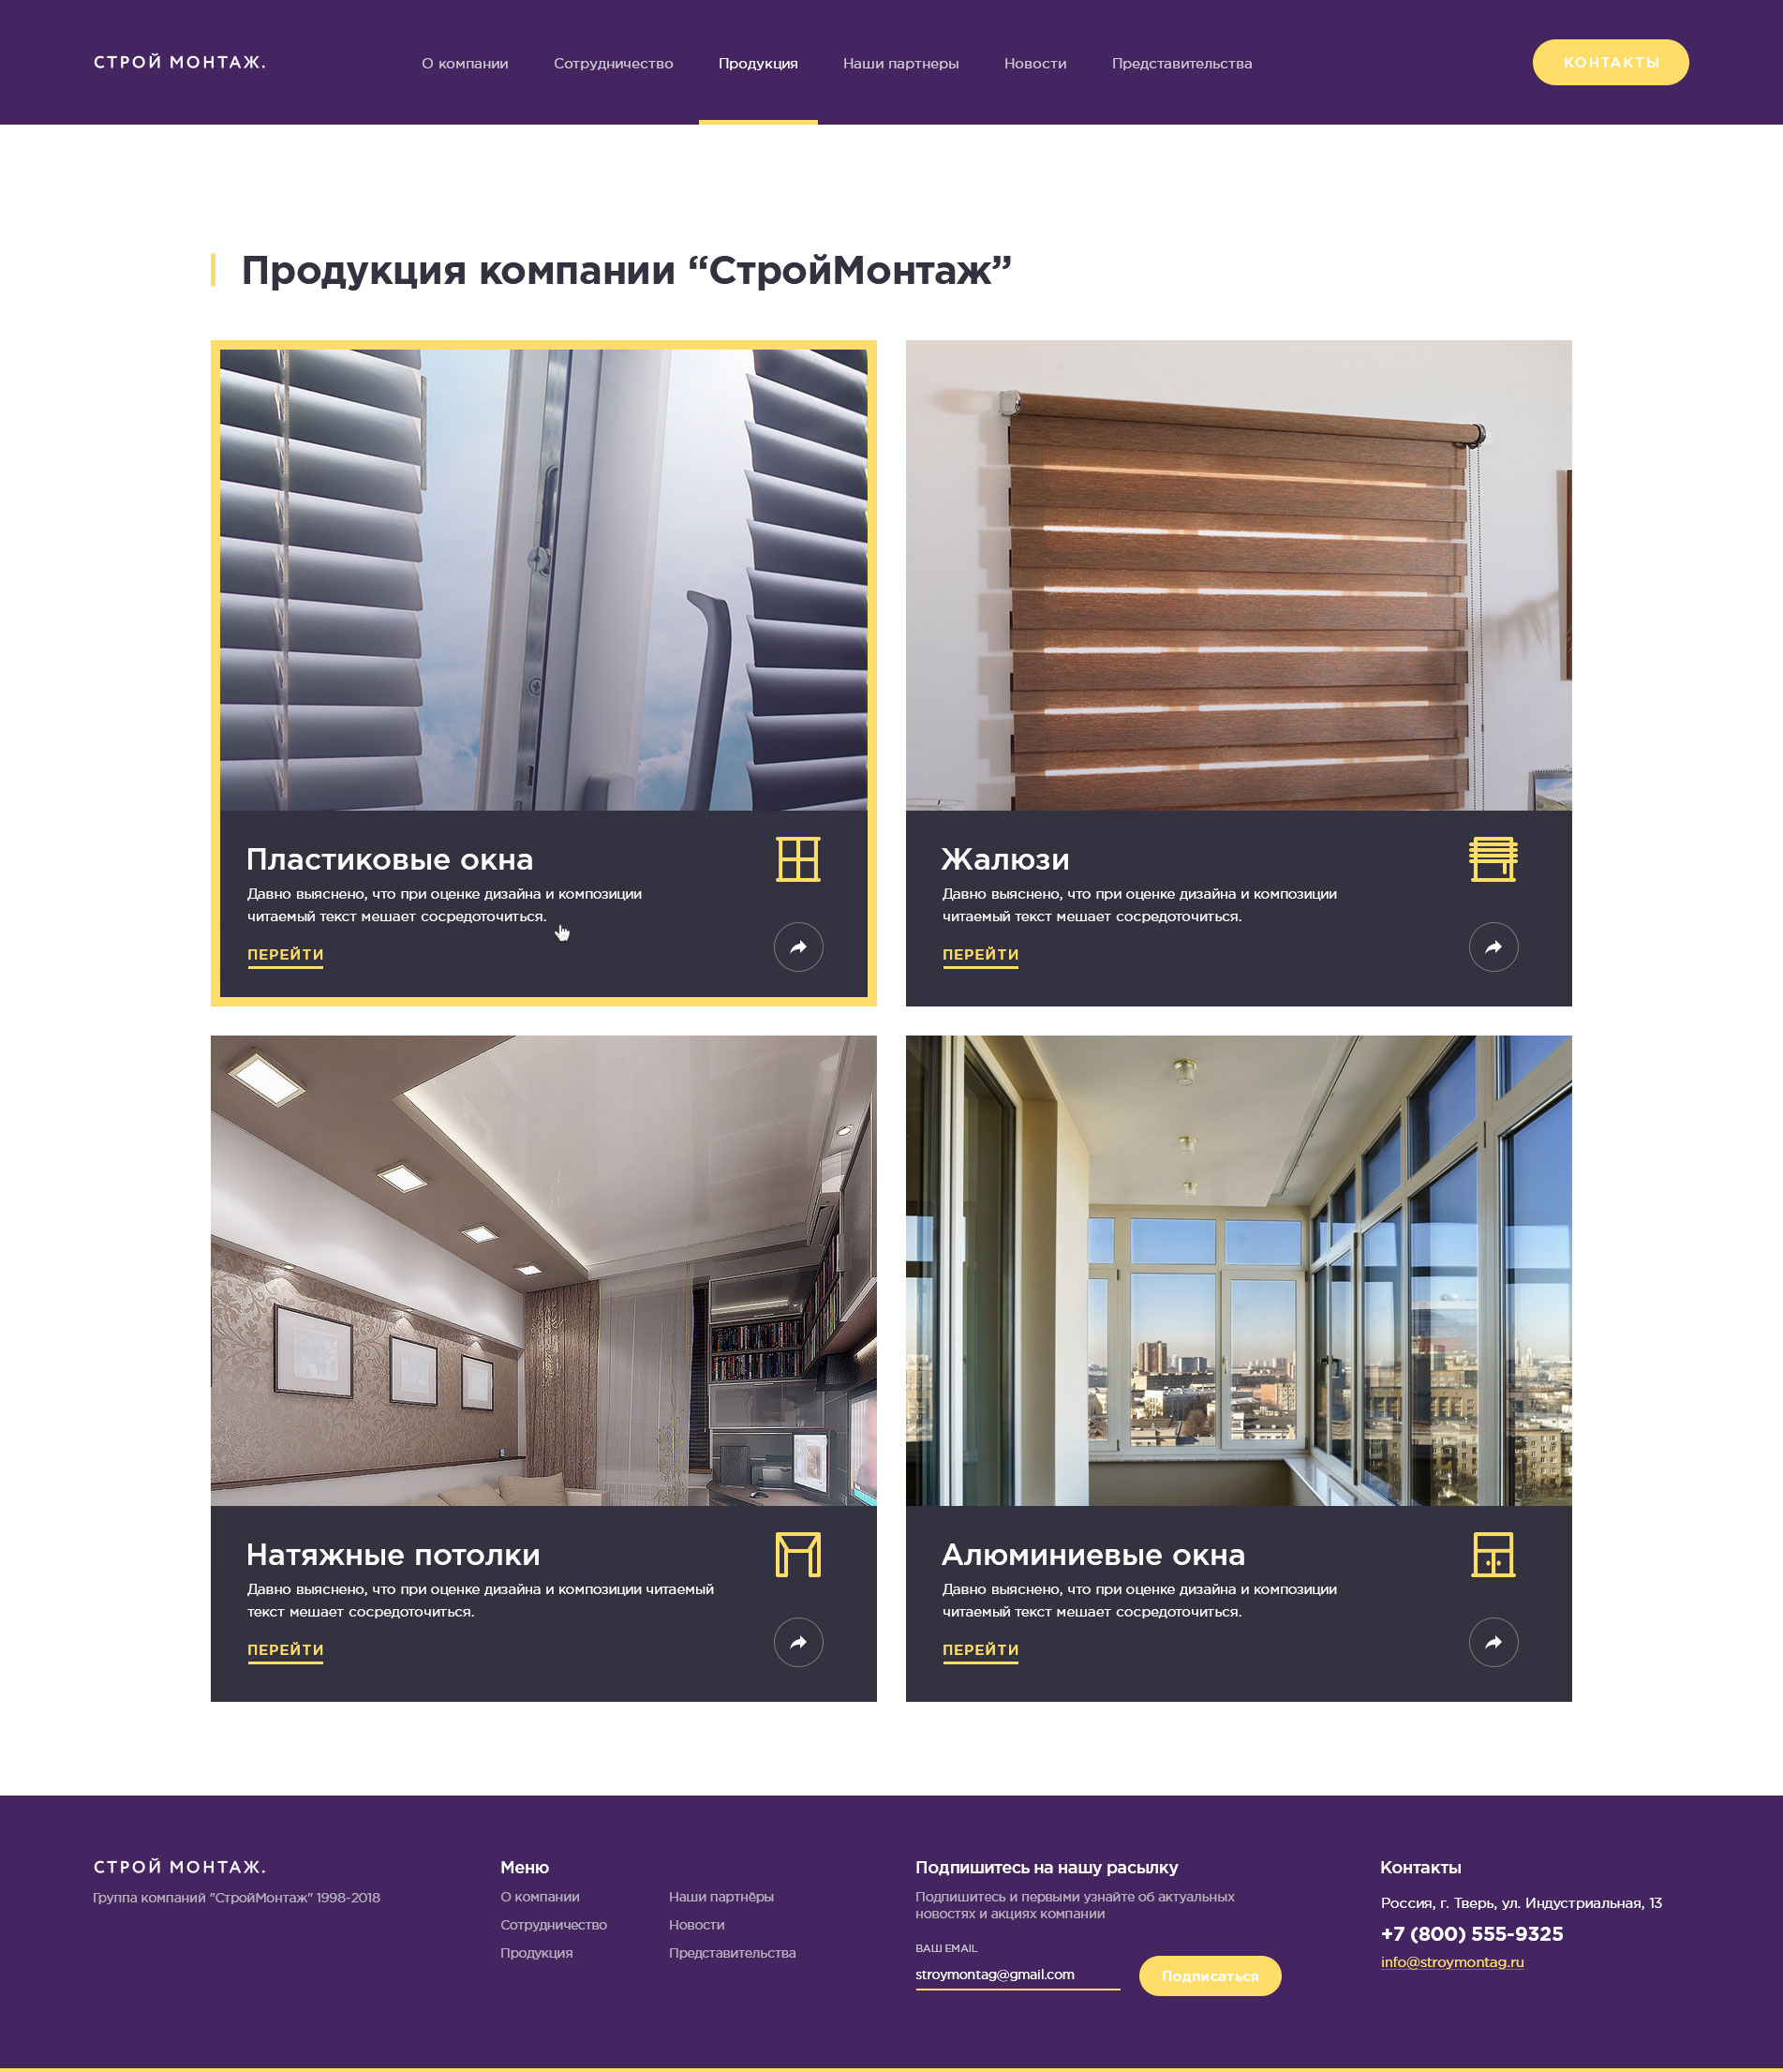 СТРОЙ МОНТАЖ.
О компании
Сотрудничество
Продукция
Наши партнеры
Новости
Представительства
КОНТАКТЫ
Продукция компании “СтройМонтаж”
Пластиковые окна
Давно выяснено, что при оценке дизайна и композиции
читаемый текст мешает сосредоточиться.
ПЕРЕЙТИ
Жалюзи
Давно выяснено, что при оценке дизайна и композиции
читаемый текст мешает сосредоточиться.
ПЕРЕЙТИ
Натяжные потолки
Давно выяснено, что при оценке дизайна и композиции читаемый
текст мешает сосредоточиться.
ПЕРЕЙТИ
Алюминиевые окна
Давно выяснено, что при оценке дизайна и композиции
читаемый текст мешает сосредоточиться.
ПЕРЕЙТИ
СТРОЙ МОНТАЖ.
Группа компаний "СтройМонтаж" 1998-2018
Меню
О компании
Сотрудничество
Продукция
Наши партнёры
Новости
Представительства
Подпишитесь на нашу расылку
Подпишитесь и первыми узнайте об актуальных
новостях и акциях компании
ВАШ EMAIL
stroymontag@gmail.com
Подписаться
Контакты
Россия, г. Тверь, ул. Индустриальная, 13
+7 (800) 555-9325
info@stroymontag.ru